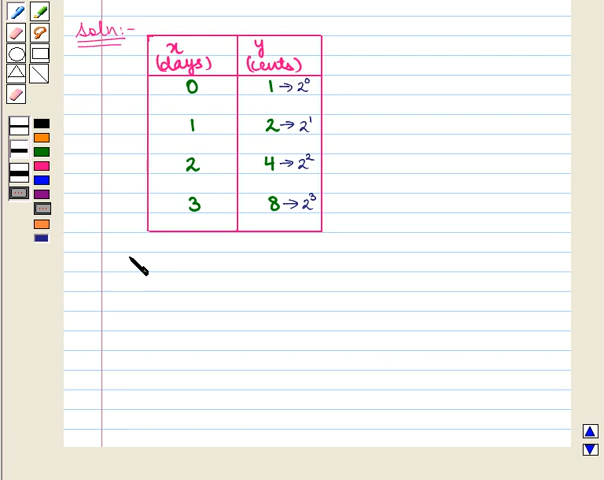 Soln:-
x y
(days) (cents)
0 1 → 2⁰
1 2 → 2¹
2 4 → 2²
3 8 → 2³